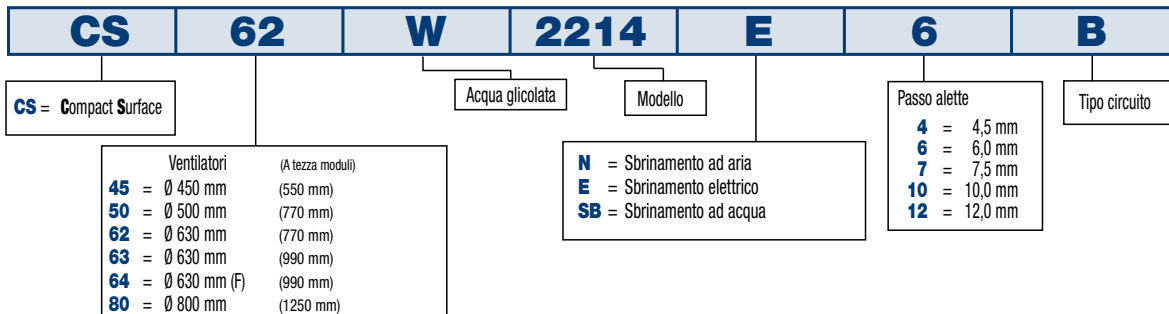 CS 62 W 2214 E 6 B
CS = Compact Surface
Acqua glicolata
Modello
Passo alette
4 = 4,5 mm
6 = 6,0 mm
7 = 7,5 mm
10 = 10,0 mm
12 = 12,0 mm
Tipo circuito
Ventilatori (A tezza moduli)
45 = Ø 450 mm (550 mm)
50 = Ø 500 mm (770 mm)
62 = Ø 630 mm (770 mm)
63 = Ø 630 mm (990 mm)
64 = Ø 630 mm (F) (990 mm)
80 = Ø 800 mm (1250 mm)
N = Sbrinamento ad aria
E = Sbrinamento elettrico
SB = Sbrinamento ad acqua